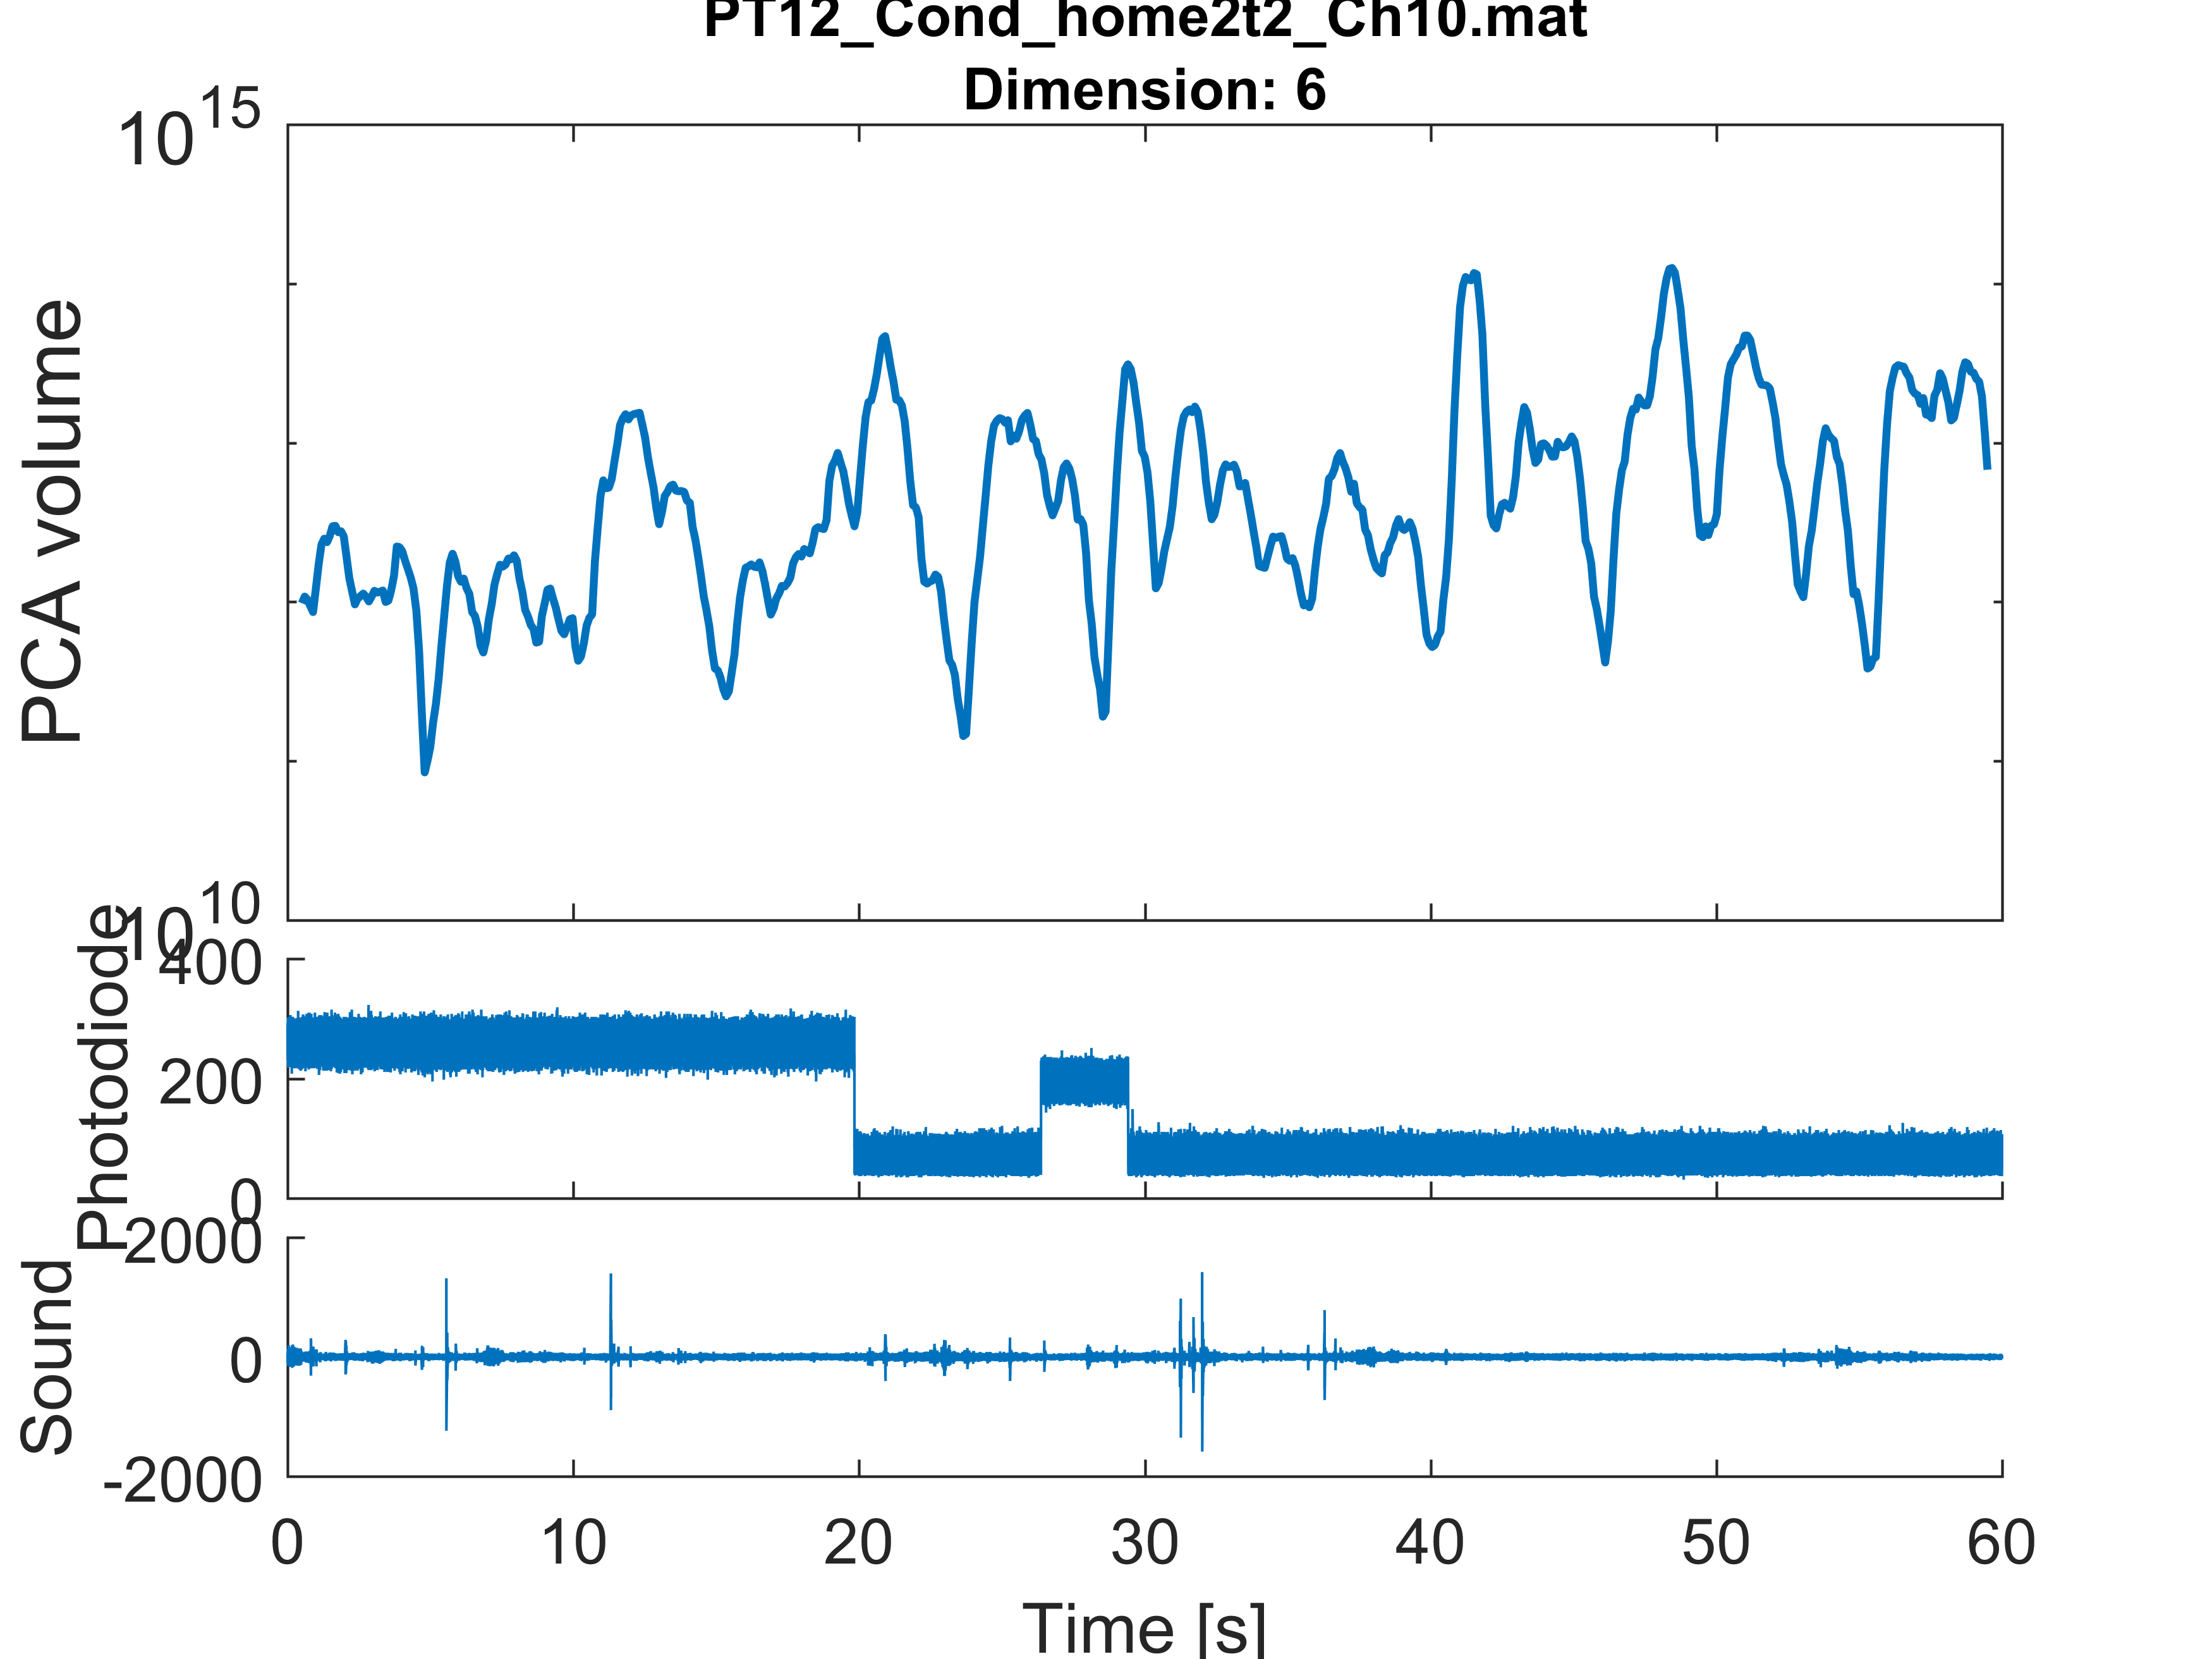 PT12_Cond_home2t2_Ch10.mat
Dimension: 6
10^15
PCA volume
10^10
400
200
0
Photodiode
2000
0
-2000
Sound
0 10 20 30 40 50 60
Time [s]